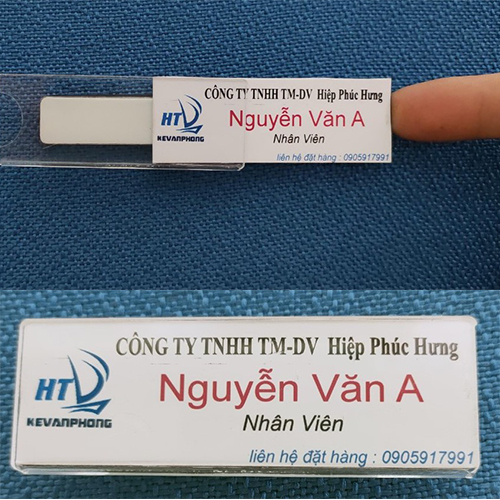 CÔNG TY TNHH TM-DV Hiệp Phúc Hưng
HT
Nguyễn Văn A
KEVANPHONG
Nhân Viên
liên hệ đặt hàng : 0905917991
CÔNG TY TNHH TM-DV Hiệp Phúc Hưng
HT
Nguyễn Văn A
KEVANPHONG
Nhân Viên
liên hệ đặt hàng : 0905917991